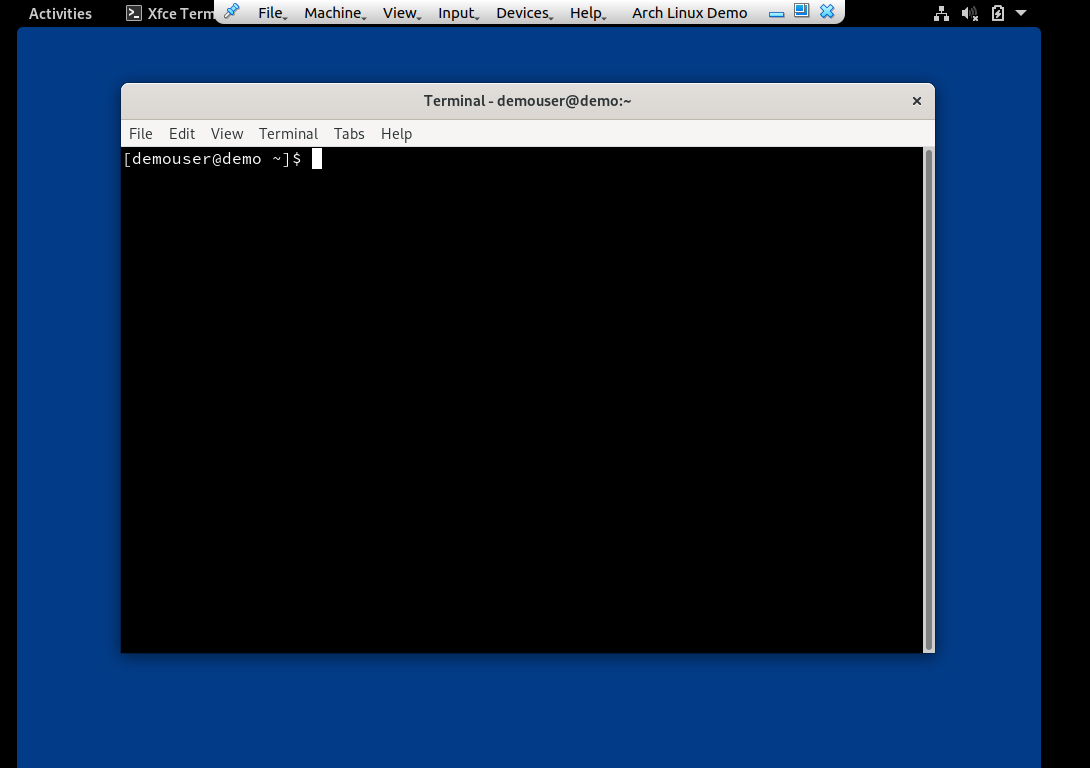 Activities Xfce Term File Machine View Input Devices Help Arch Linux Demo
Terminal - demouser@demo:~
File Edit View Terminal Tabs Help
[demouser@demo ~]$